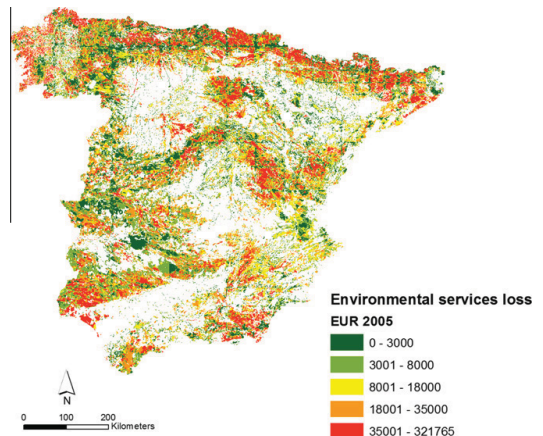 Environmental services loss
EUR 2005
0 - 3000
3001 - 8000
8001 - 18000
18001 - 35000
35001 - 321765
N
0 100 200
Kilometers